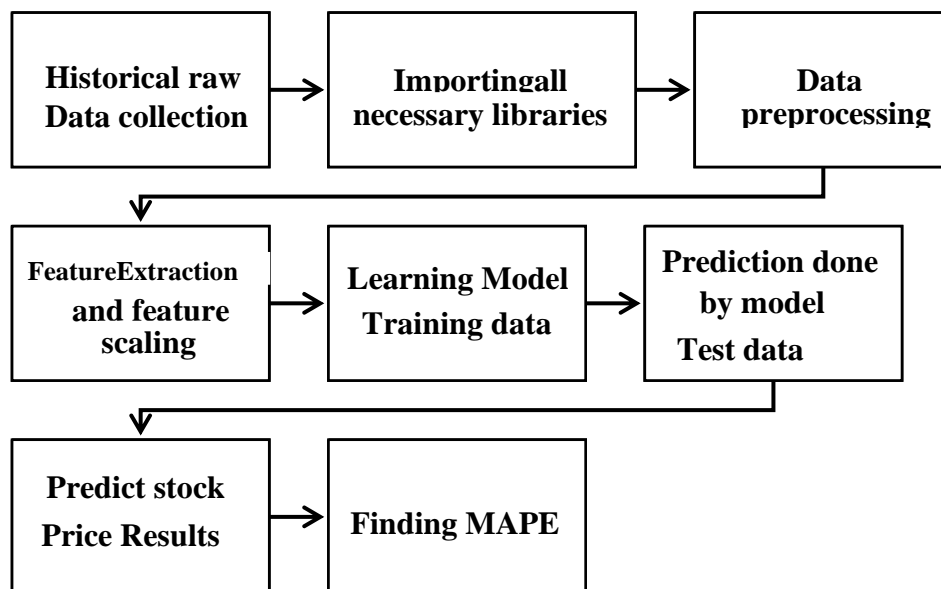 Historical raw
Data collection
Importingall
necessary libraries
Data
preprocessing
FeatureExtraction
and feature
scaling
Learning Model
Training data
Prediction done
by model
Test data
Predict stock
Price Results
Finding MAPE